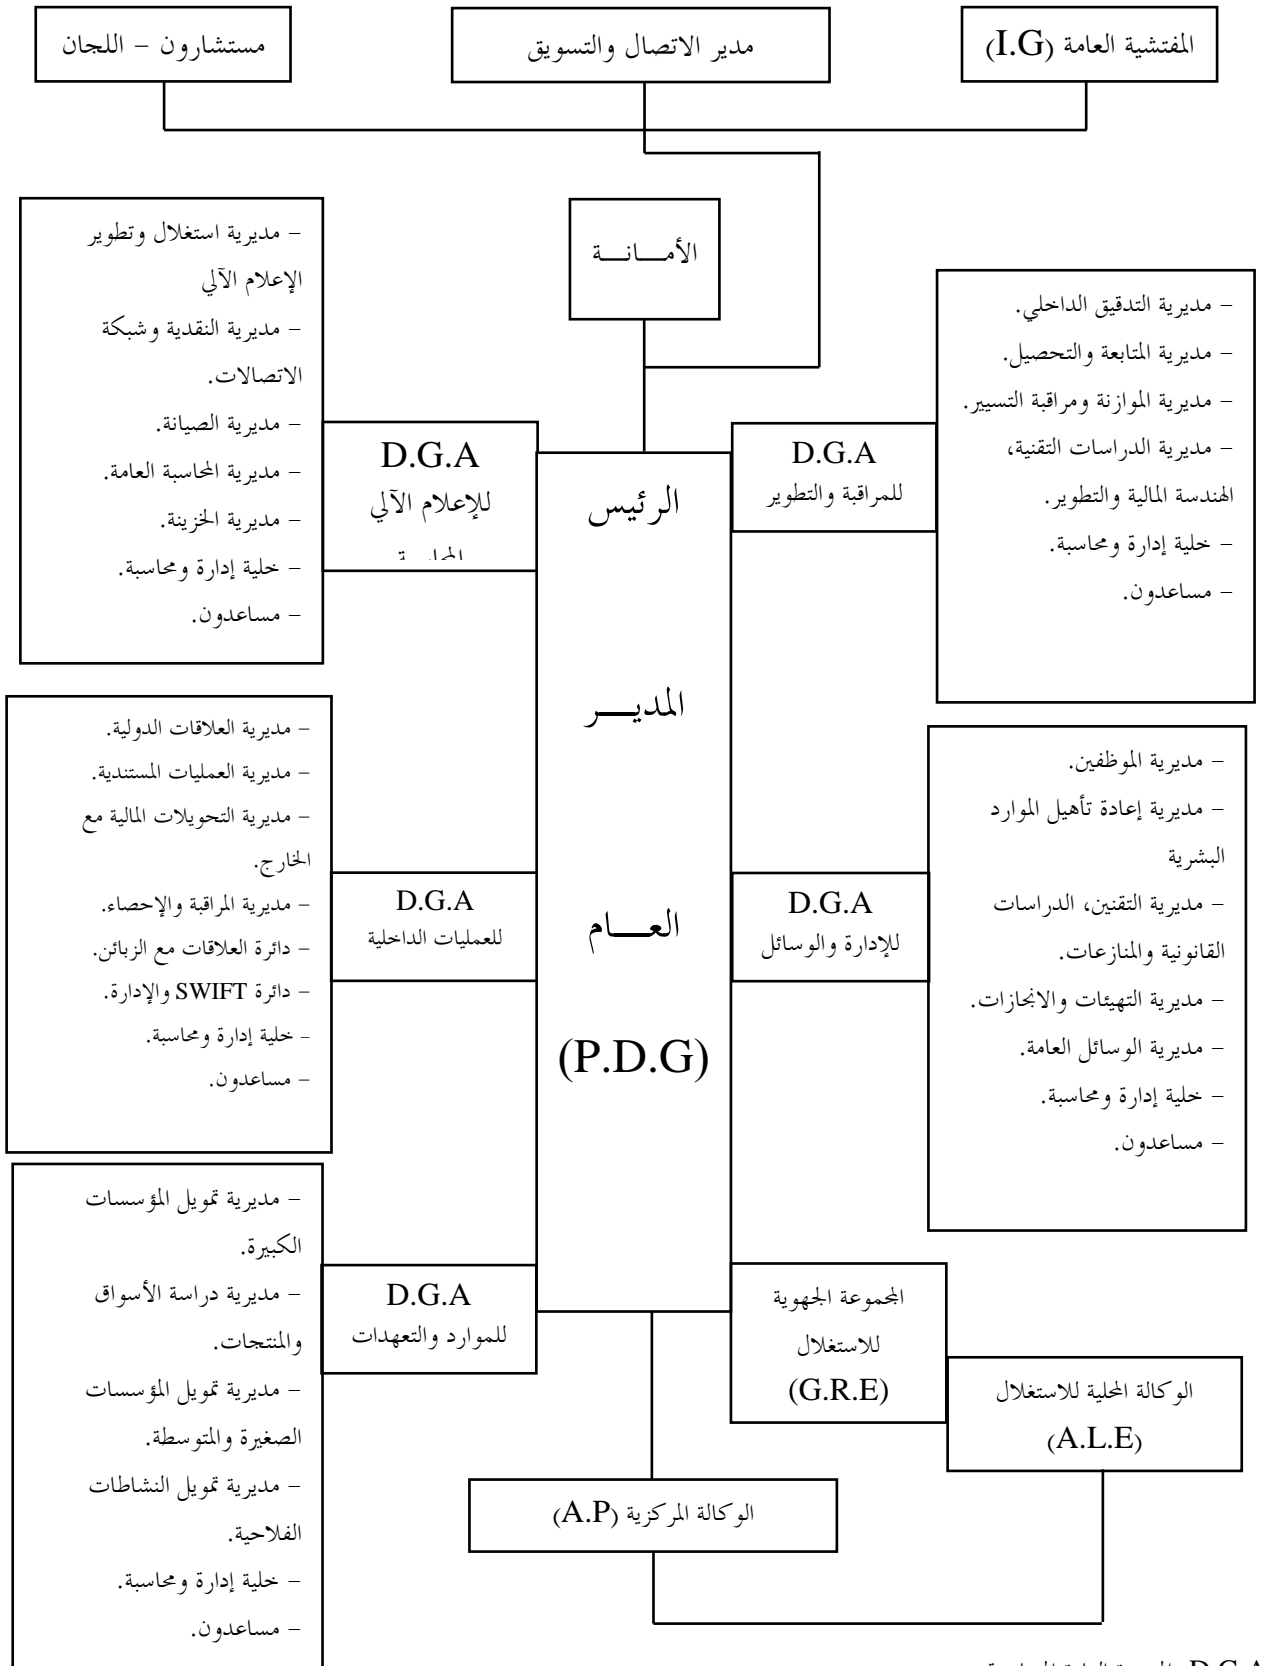 المفتشية العامة (I.G)
مدير الاتصال والتسويق
مستشارون – اللجان
الأمــانــة
– مديرية التدقيق الداخلي.
– مديرية المتابعة والتحصيل.
– مديرية الموازنة ومراقبة التسيير.
– مديرية الدراسات التقنية،
الهندسة المالية والتطوير.
– خلية إدارة ومحاسبة.
– مساعدون.
D.G.A
للمراقبة والتطوير
الرئيس
المديــر
العــام
(P.D.G)
D.G.A
للإعلام الآلي
– مديرية استغلال وتطوير
الإعلام الآلي
– مديرية النقدية وشبكة
الاتصالات.
– مديرية الصيانة.
– مديرية المحاسبة العامة.
– مديرية الخزينة.
– خلية إدارة ومحاسبة.
– مساعدون.
– مديرية الموظفين.
– مديرية إعادة تأهيل الموارد
البشرية
– مديرية التقنين، الدراسات
القانونية والمنازعات.
– مديرية التهيئات والانجازات.
– مديرية الوسائل العامة.
– خلية إدارة ومحاسبة.
– مساعدون.
D.G.A
للإدارة والوسائل
D.G.A
للعمليات الداخلية
– مديرية العلاقات الدولية.
– مديرية العمليات المستندية.
– مديرية التحويلات المالية مع
الخارج.
– مديرية المراقبة والإحصاء.
– دائرة العلاقات مع الزبائن.
– دائرة SWIFT والإدارة.
- خلية إدارة ومحاسبة.
– مساعدون.
المجموعة الجهوية
للاستغلال
(G.R.E)
الوكالة المحلية للاستغلال
(A.L.E)
D.G.A
للموارد والتعهدات
– مديرية تمويل المؤسسات
الكبيرة.
– مديرية دراسة الأسواق
والمنتجات.
– مديرية تمويل المؤسسات
الصغيرة والمتوسطة.
– مديرية تمويل النشاطات
الفلاحية.
– خلية إدارة ومحاسبة.
– مساعدون.
الوكالة المركزية (A.P)